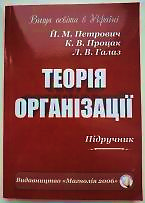 Вища освіта в Україні
Й. М. Петрович
К. В. Процак
Л. В. Галаз
ТЕОРІЯ
ОРГАНІЗАЦІЇ
Підручник
Видавництво «Магнолія 2006»